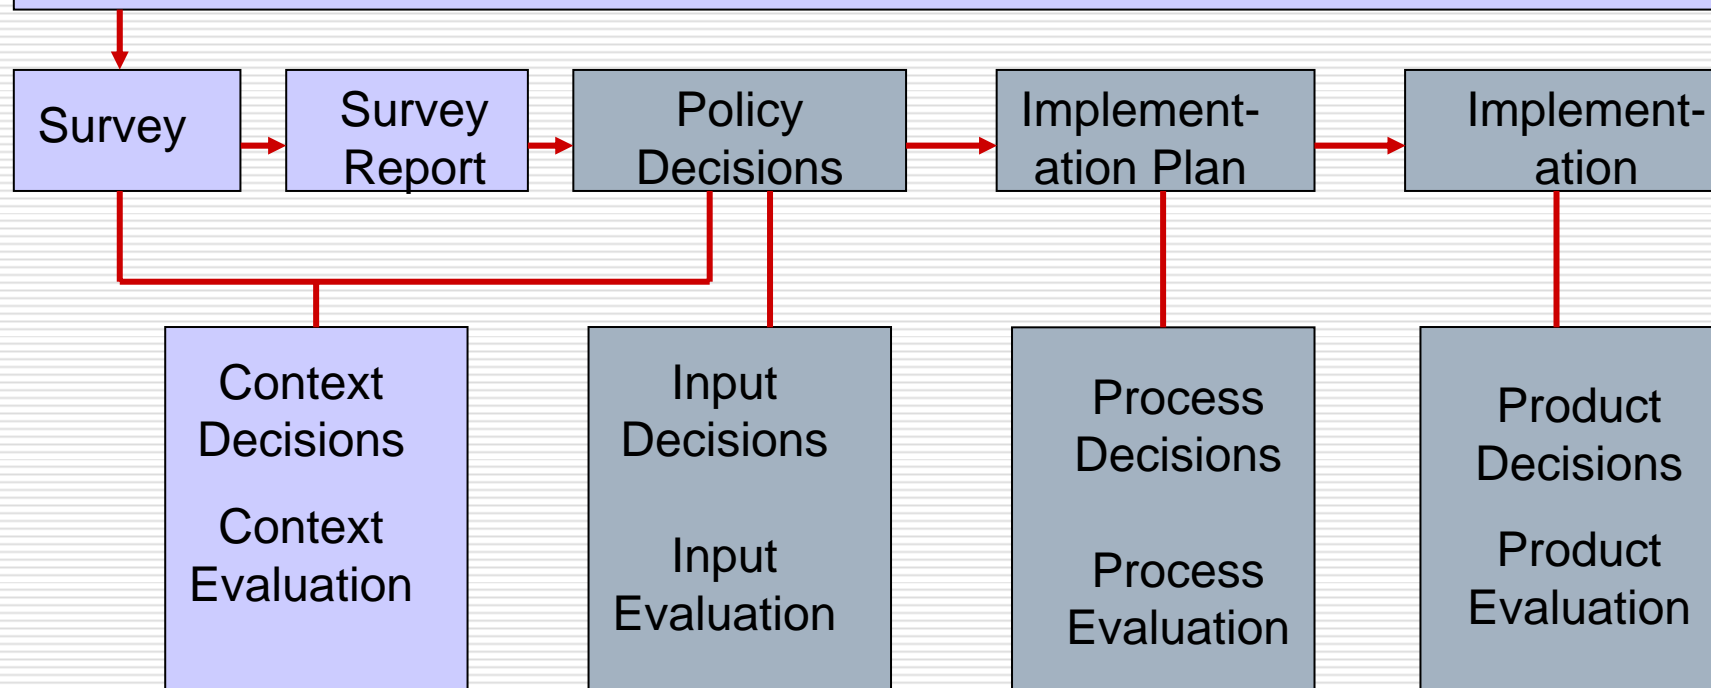 Survey
Survey
Report
Policy
Decisions
Implement-
ation Plan
Implement-
ation
Context
Decisions
Context
Evaluation
Input
Decisions
Input
Evaluation
Process
Decisions
Process
Evaluation
Product
Decisions
Product
Evaluation